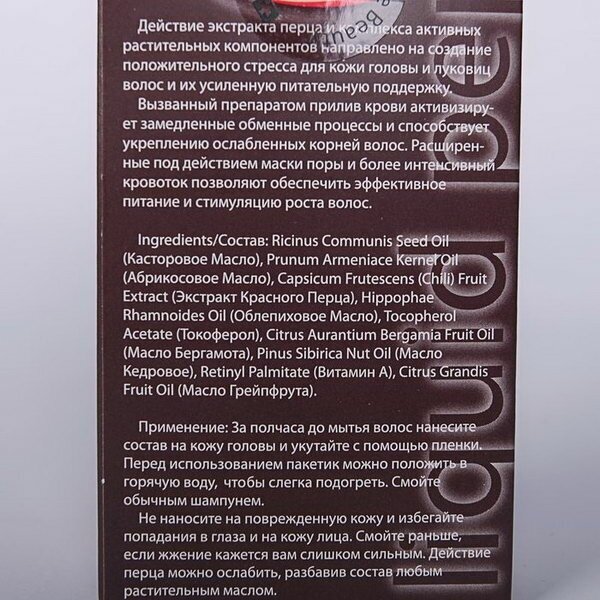 Beauty
Действие экстракта перца и комплекса активных
растительных компонентов направлено на создание
положительного стресса для кожи головы и луковиц
волос и их усиленную питательную поддержку.
Вызванный препаратом прилив крови активизиру-
ет замедленные обменные процессы и способствует
укреплению ослабленных корней волос. Расширен-
ные под действием маски поры и более интенсивный
кровоток позволяют обеспечить эффективное
питание и стимуляцию роста волос.
Ingredients/Состав: Ricinus Communis Seed Oil
(Касторовое Масло), Prunum Armeniace Kernel Oil
(Абрикосовое Масло), Capsicum Frutescens (Chili) Fruit
Extract (Экстракт Красного Перца), Hippophae
Rhamnoides Oil (Облепиховое Масло), Tocopherol
Acetate (Токоферол), Citrus Aurantium Bergamia Fruit Oil
(Масло Бергамота), Pinus Sibirica Nut Oil (Масло
Кедровое), Retinyl Palmitate (Витамин А), Citrus Grandis
Fruit Oil (Масло Грейпфрута).
Применение: За полчаса до мытья волос нанесите
состав на кожу головы и укутайте с помощью пленки.
Перед использованием пакетик можно положить в
горячую воду, чтобы слегка подогреть. Смойте
обычным шампунем.
Не наносите на поврежденную кожу и избегайте
попадания в глаза и на кожу лица. Смойте раньше,
если жжение кажется вам слишком сильным. Действие
перца можно ослабить, разбавив состав любым
растительным маслом.
liquid pe